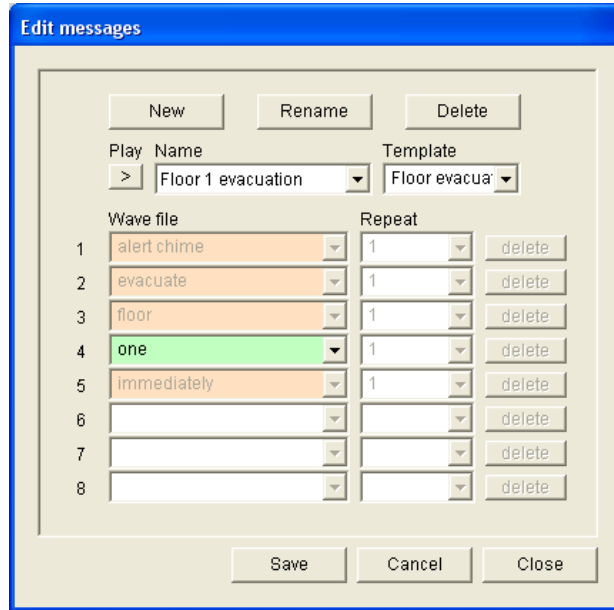 Edit messages
New Rename Delete
Play Name Template
> Floor 1 evacuation Floor evacua
Wave file Repeat
1 alert chime 1 delete
2 evacuate 1 delete
3 floor 1 delete
4 one 1 delete
5 immediately 1 delete
6 delete
7 delete
8 delete
Save Cancel Close